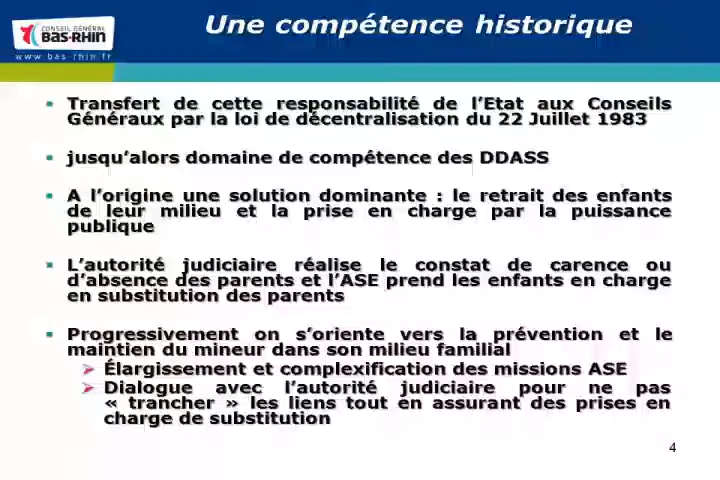 Une compétence historique
CONSEIL GÉNÉRAL
BAS-RHIN
www.bas-rhin.fr
▪ Transfert de cette responsabilité de l’Etat aux Conseils
Généraux par la loi de décentralisation du 22 Juillet 1983
▪ jusqu’alors domaine de compétence des DDASS
▪ A l’origine une solution dominante : le retrait des enfants
de leur milieu et la prise en charge par la puissance
publique
▪ L’autorité judiciaire réalise le constat de carence ou
d’absence des parents et l’ASE prend les enfants en charge
en substitution des parents
▪ Progressivement on s’oriente vers la prévention et le
maintien du mineur dans son milieu familial
➢ Élargissement et complexification des missions ASE
➢ Dialogue avec l’autorité judiciaire pour ne pas
« trancher » les liens tout en assurant des prises en
charge de substitution
4